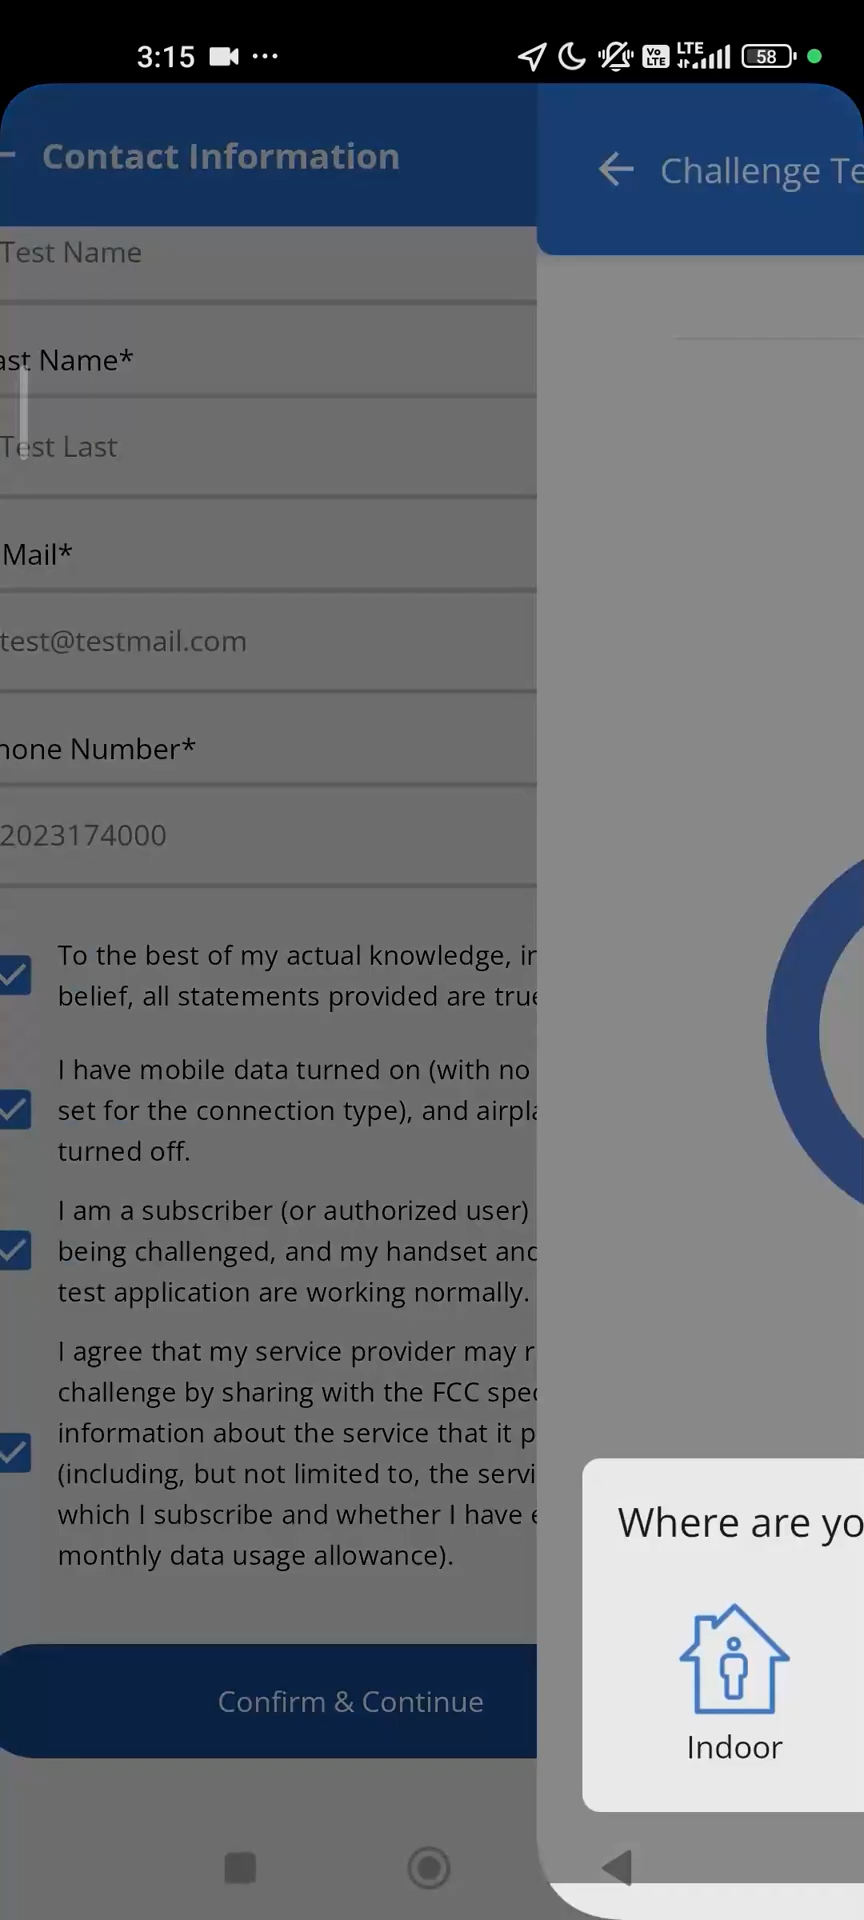 3:15
Vo LTE LTE 58
Contact Information
Challenge Te
Test Name
ast Name*
Test Last
Mail*
test@testmail.com
hone Number*
2023174000
To the best of my actual knowledge, in
belief, all statements provided are true
I have mobile data turned on (with no
set for the connection type), and airpla
turned off.
I am a subscriber (or authorized user)
being challenged, and my handset and
test application are working normally.
I agree that my service provider may r
challenge by sharing with the FCC spec
information about the service that it p
(including, but not limited to, the servi
which I subscribe and whether I have e
monthly data usage allowance).
Confirm & Continue
Where are yo
Indoor